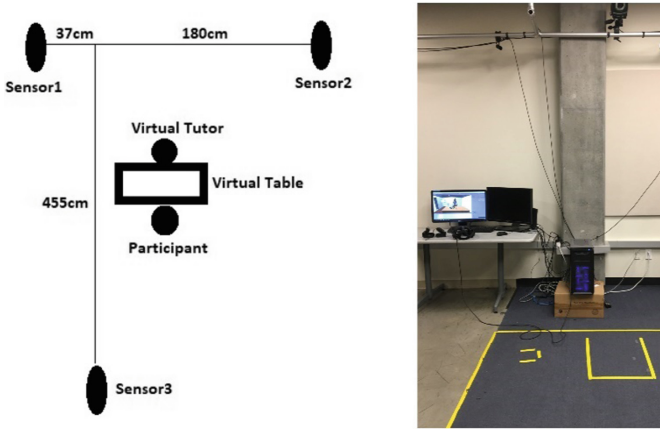 37cm 180cm
Sensor1
Sensor2
Virtual Tutor
Virtual Table
455cm
Participant
Sensor3